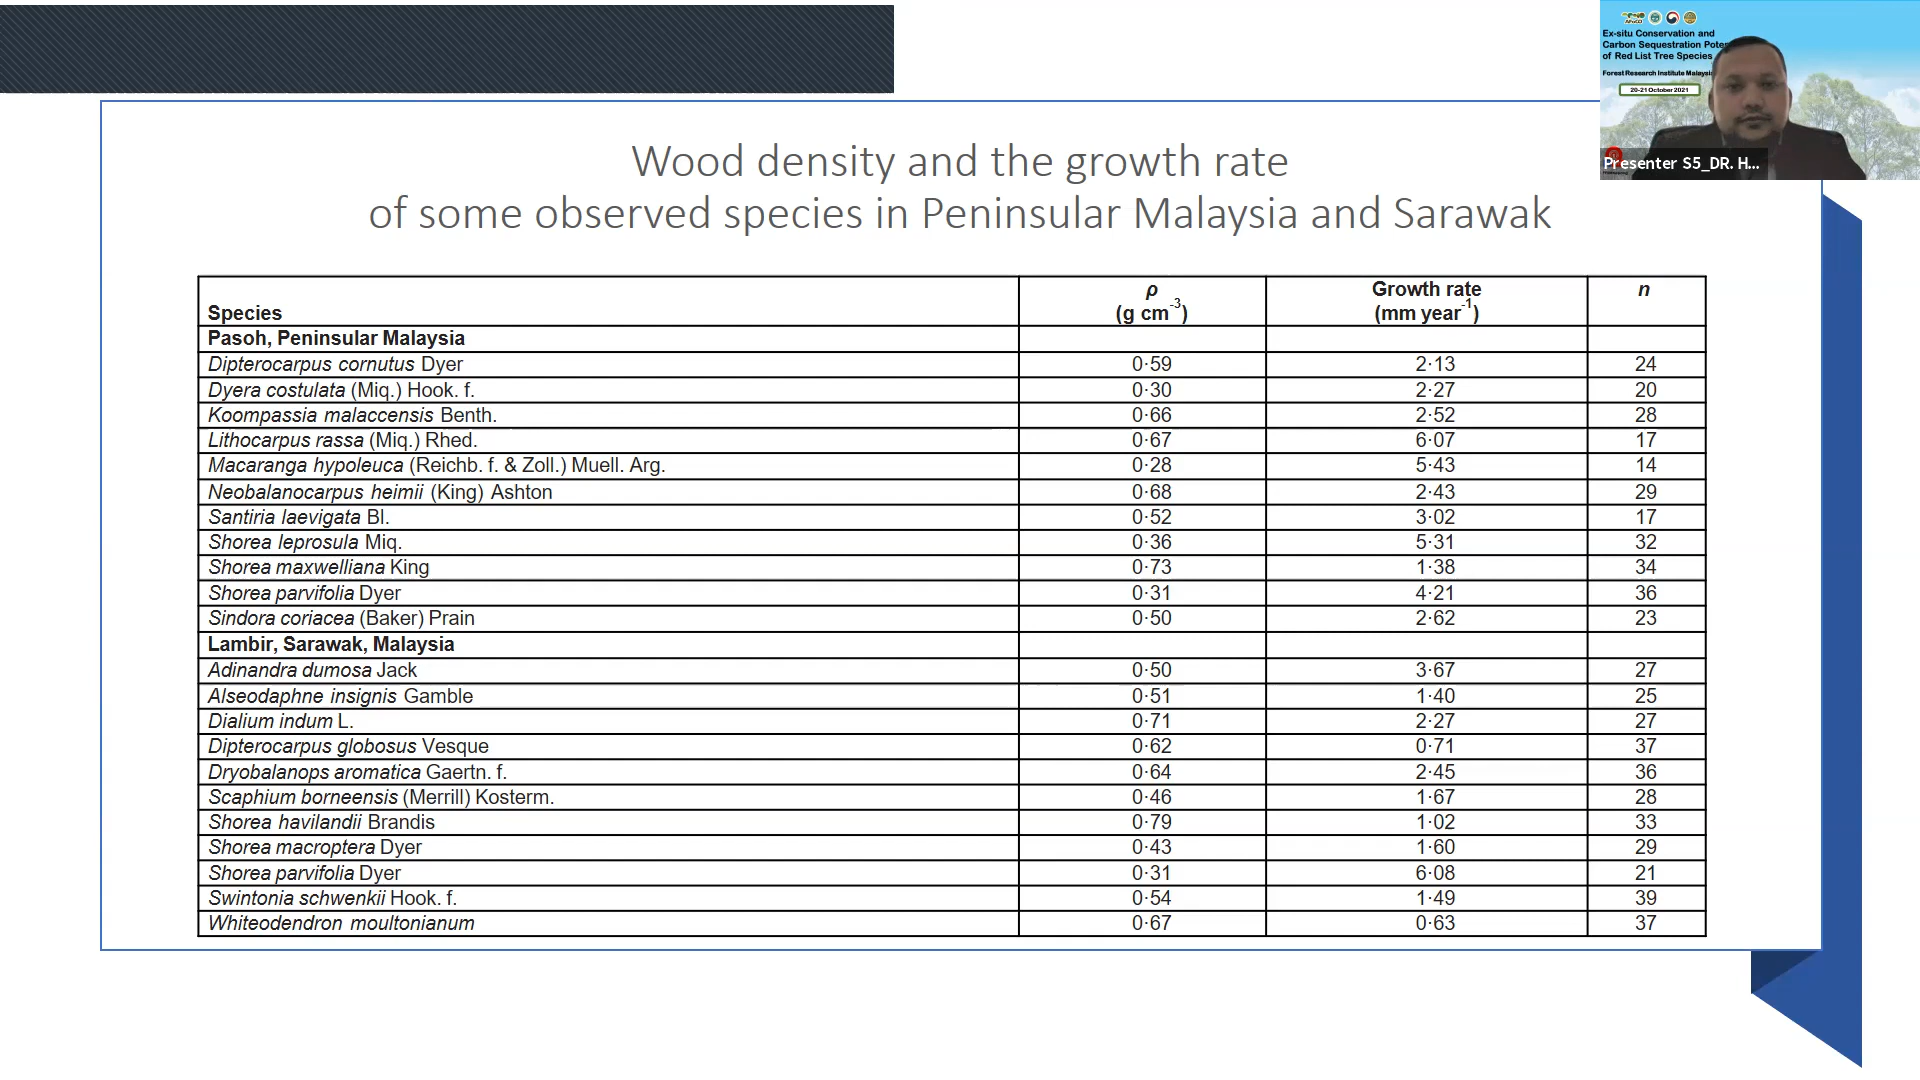 Ex-situ Conservation and
Carbon Sequestration Pote
of Red List Tree Species
Forest Research Institute Malaysi
20-21 October 2021
Presenter S5_DR. H...
Wood density and the growth rate
of some observed species in Peninsular Malaysia and Sarawak
Species ρ (g cm⁻³) Growth rate (mm year⁻¹) n
Pasoh, Peninsular Malaysia
Dipterocarpus cornutus Dyer 0·59 2·13 24
Dyera costulata (Miq.) Hook. f. 0·30 2·27 20
Koompassia malaccensis Benth. 0·66 2·52 28
Lithocarpus rassa (Miq.) Rhed. 0·67 6·07 17
Macaranga hypoleuca (Reichb. f. & Zoll.) Muell. Arg. 0·28 5·43 14
Neobalanocarpus heimii (King) Ashton 0·68 2·43 29
Santiria laevigata Bl. 0·52 3·02 17
Shorea leprosula Miq. 0·36 5·31 32
Shorea maxwelliana King 0·73 1·38 34
Shorea parvifolia Dyer 0·31 4·21 36
Sindora coriacea (Baker) Prain 0·50 2·62 23
Lambir, Sarawak, Malaysia
Adinandra dumosa Jack 0·50 3·67 27
Alseodaphne insignis Gamble 0·51 1·40 25
Dialium indum L. 0·71 2·27 27
Dipterocarpus globosus Vesque 0·62 0·71 37
Dryobalanops aromatica Gaertn. f. 0·64 2·45 36
Scaphium borneensis (Merrill) Kosterm. 0·46 1·67 28
Shorea havilandii Brandis 0·79 1·02 33
Shorea macroptera Dyer 0·43 1·60 29
Shorea parvifolia Dyer 0·31 6·08 21
Swintonia schwenkii Hook. f. 0·54 1·49 39
Whiteodendron moultonianum 0·67 0·63 37